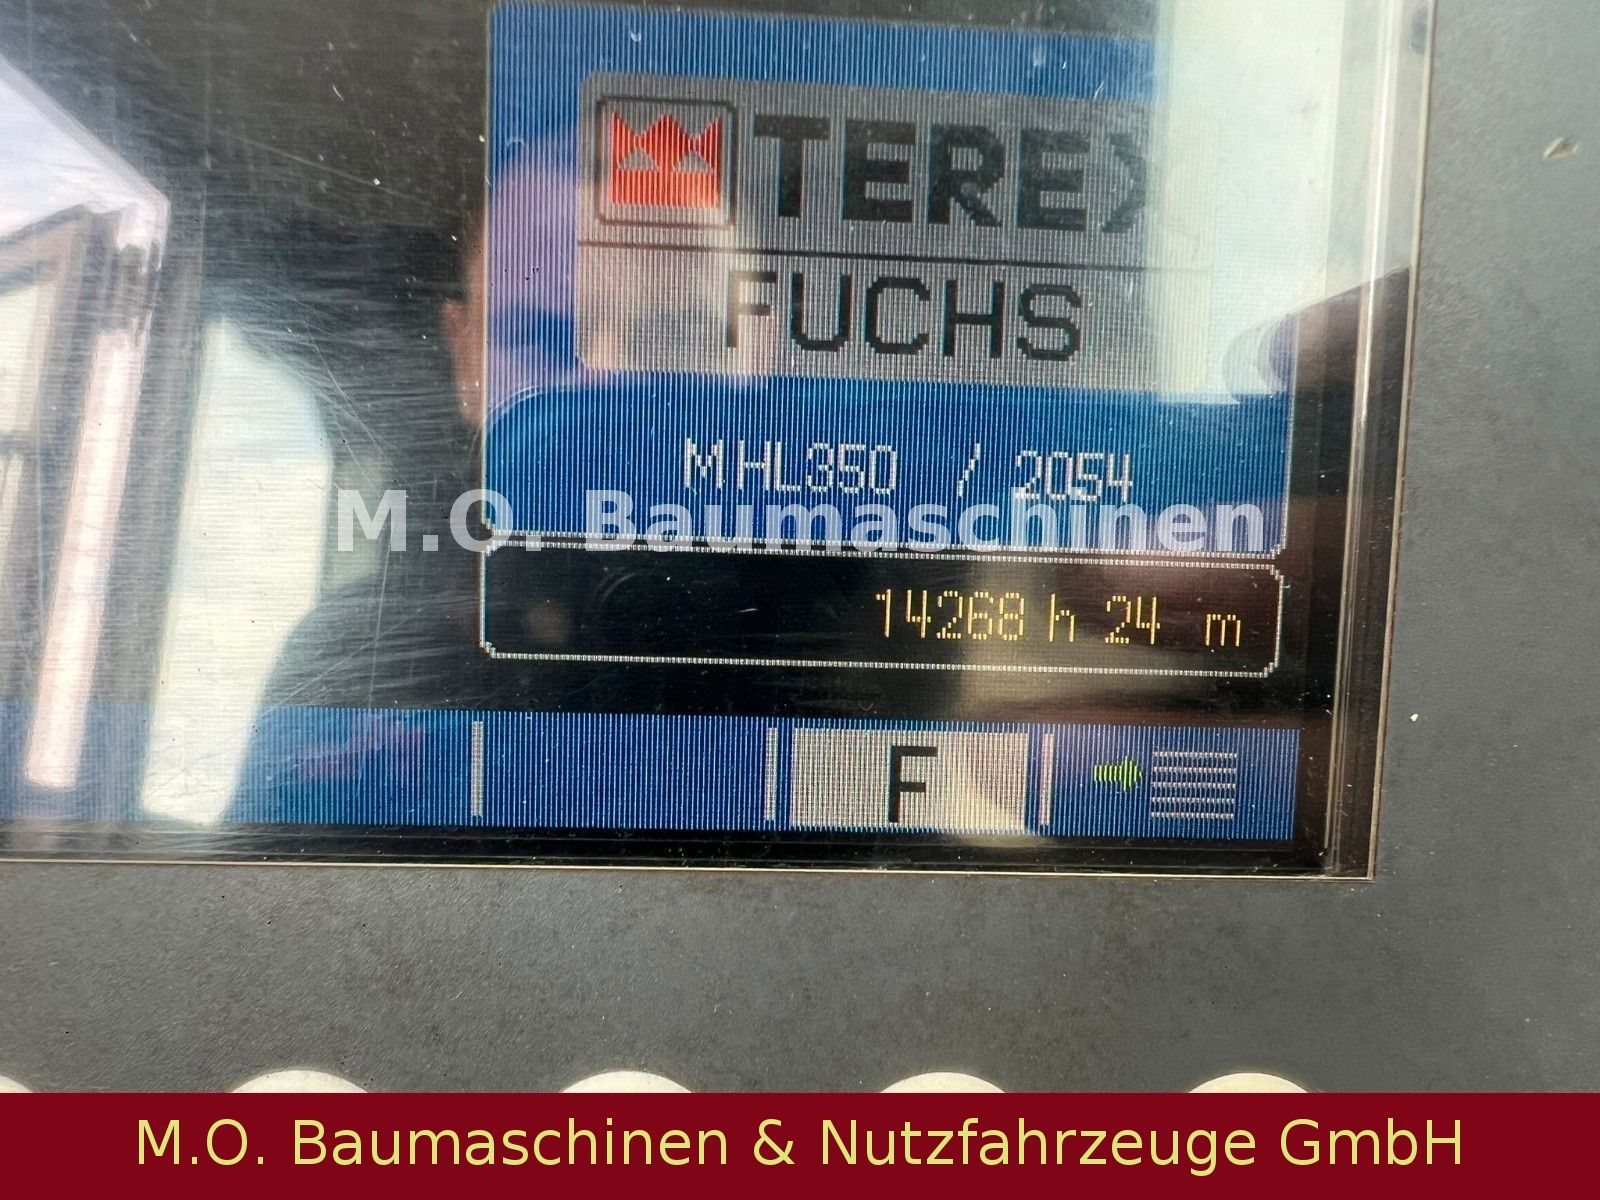 TEREX
FUCHS
MHL350 / 2054
M.O. Baumaschinen
14268 h 24 m
F
M.O. Baumaschinen & Nutzfahrzeuge GmbH